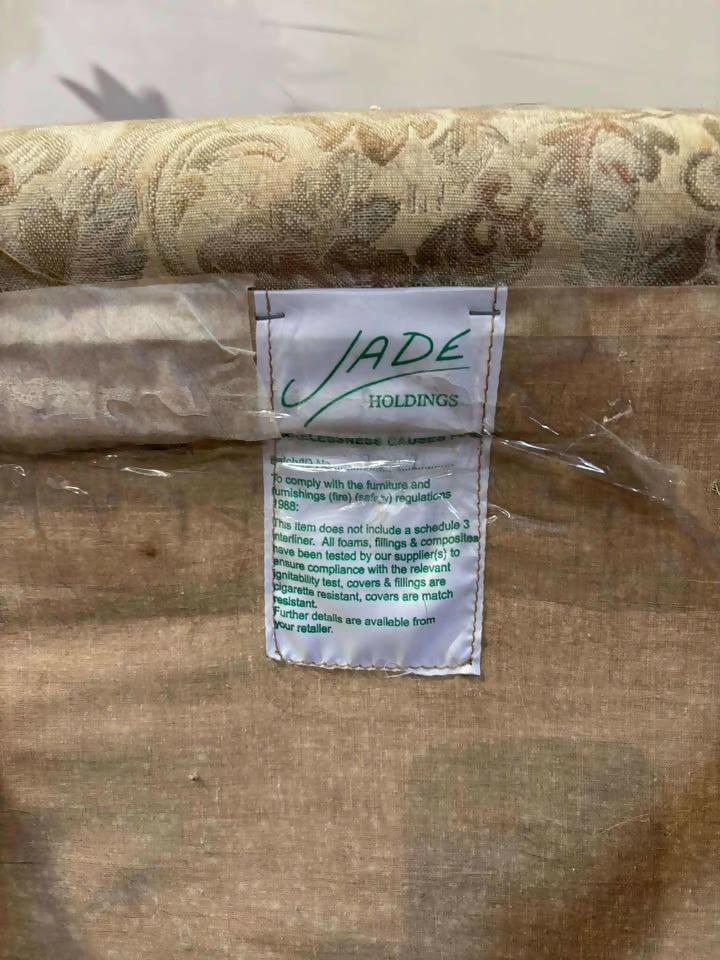 JADE
HOLDINGS
CAUSES
To comply with the furniture and
furnishings (fire) (safety) regulations
1988:
This item does not include a schedule 3
interliner. All foams, fillings & composites
have been tested by our supplier(s) to
ensure compliance with the relevant
ignitability test, covers & fillings are
cigarette resistant, covers are match
resistant.
Further details are available from
your retailer.